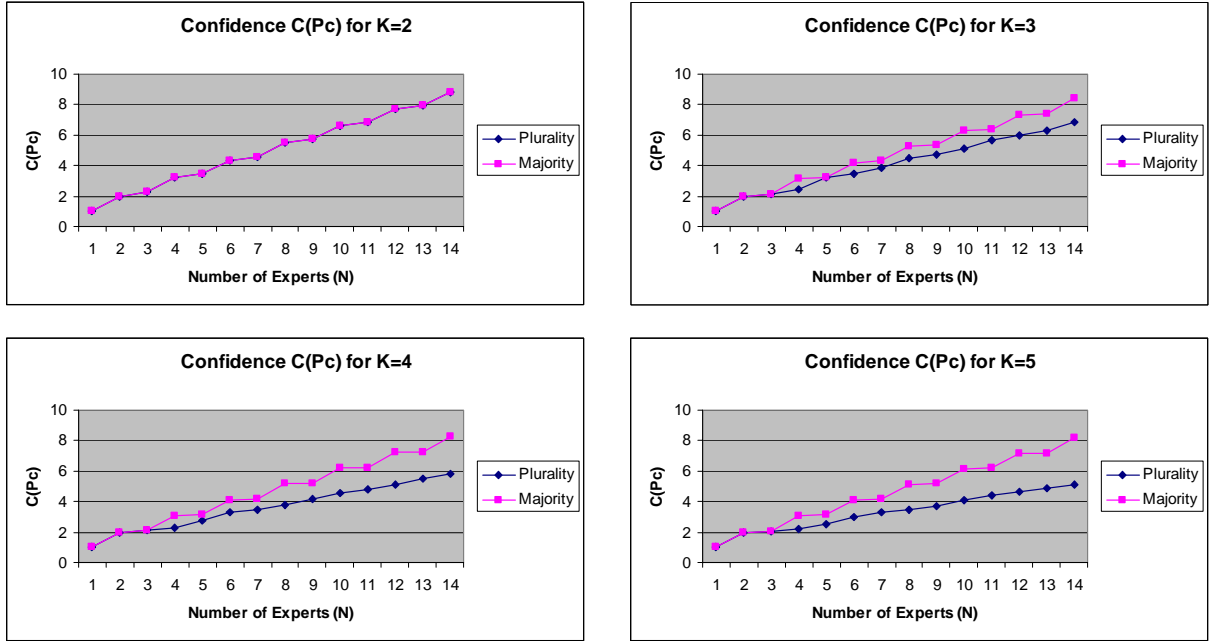 Confidence C(Pc) for K=2
10
8
6
4
2
0
C(Pc)
1 2 3 4 5 6 7 8 9 10 11 12 13 14
Number of Experts (N)
Plurality
Majority
Confidence C(Pc) for K=3
10
8
6
4
2
0
C(Pc)
1 2 3 4 5 6 7 8 9 10 11 12 13 14
Number of Experts (N)
Plurality
Majority
Confidence C(Pc) for K=4
10
8
6
4
2
0
C(Pc)
1 2 3 4 5 6 7 8 9 10 11 12 13 14
Number of Experts (N)
Plurality
Majority
Confidence C(Pc) for K=5
10
8
6
4
2
0
C(Pc)
1 2 3 4 5 6 7 8 9 10 11 12 13 14
Number of Experts (N)
Plurality
Majority